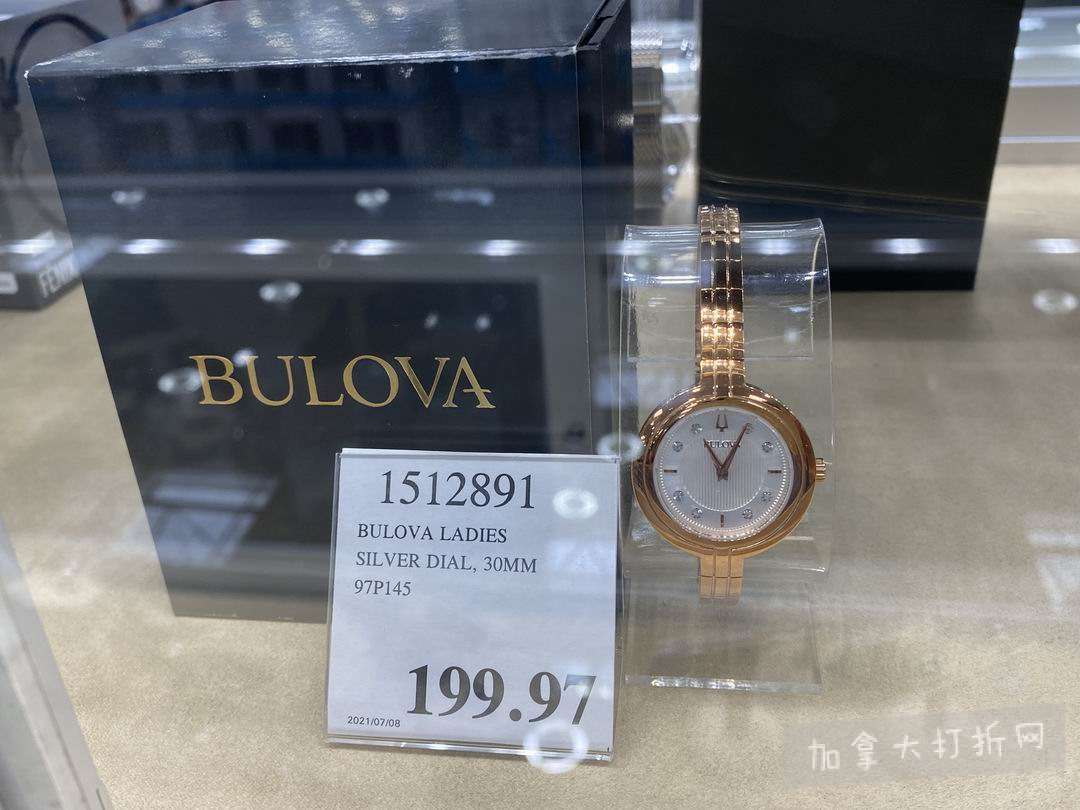 BULOVA
BULOVA
1512891
BULOVA LADIES
SILVER DIAL, 30MM
97P145
199.97
2021/07/08
加拿大打折网